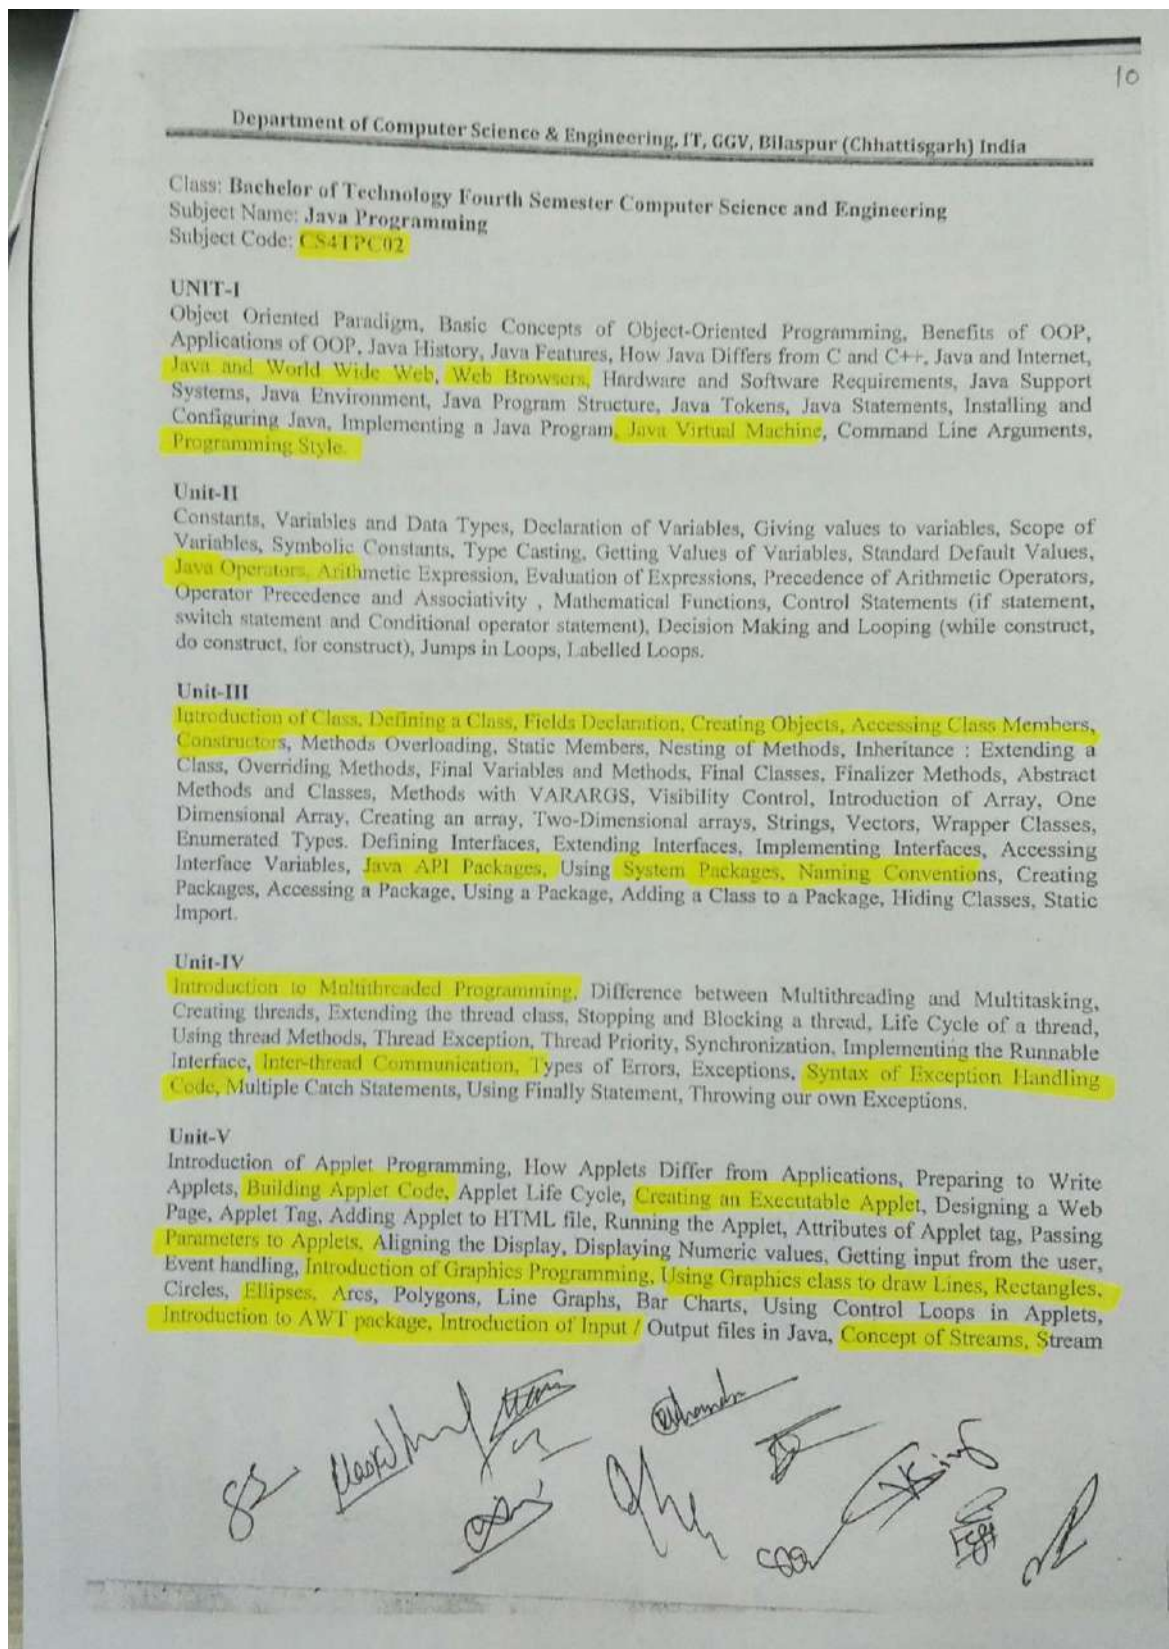 10
Department of Computer Science & Engineering, IT, GGV, Bilaspur (Chhattisgarh) India
Class: Bachelor of Technology Fourth Semester Computer Science and Engineering
Subject Name: Java Programming
Subject Code: CS4TPC02
UNIT-I
Object Oriented Paradigm, Basic Concepts of Object-Oriented Programming, Benefits of OOP,
Applications of OOP, Java History, Java Features, How Java Differs from C and C++, Java and Internet,
Java and World Wide Web, Web Browsers, Hardware and Software Requirements, Java Support
Systems, Java Environment, Java Program Structure, Java Tokens, Java Statements, Installing and
Configuring Java, Implementing a Java Program, Java Virtual Machine, Command Line Arguments,
Programming Style.
Unit-II
Constants, Variables and Data Types, Declaration of Variables, Giving values to variables, Scope of
Variables, Symbolic Constants, Type Casting, Getting Values of Variables, Standard Default Values,
Java Operators, Arithmetic Expression, Evaluation of Expressions, Precedence of Arithmetic Operators,
Operator Precedence and Associativity , Mathematical Functions, Control Statements (if statement,
switch statement and Conditional operator statement), Decision Making and Looping (while construct,
do construct, for construct), Jumps in Loops, Labelled Loops.
Unit-III
Introduction of Class, Defining a Class, Fields Declaration, Creating Objects, Accessing Class Members,
Constructors, Methods Overloading, Static Members, Nesting of Methods, Inheritance : Extending a
Class, Overriding Methods, Final Variables and Methods, Final Classes, Finalizer Methods, Abstract
Methods and Classes, Methods with VARARGS, Visibility Control, Introduction of Array, One
Dimensional Array, Creating an array, Two-Dimensional arrays, Strings, Vectors, Wrapper Classes,
Enumerated Types. Defining Interfaces, Extending Interfaces, Implementing Interfaces, Accessing
Interface Variables, Java API Packages, Using System Packages, Naming Conventions, Creating
Packages, Accessing a Package, Using a Package, Adding a Class to a Package, Hiding Classes, Static
Import.
Unit-IV
Introduction to Multithreaded Programming, Difference between Multithreading and Multitasking,
Creating threads, Extending the thread class, Stopping and Blocking a thread, Life Cycle of a thread,
Using thread Methods, Thread Exception, Thread Priority, Synchronization, Implementing the Runnable
Interface, Inter-thread Communication, Types of Errors, Exceptions, Syntax of Exception Handling
Code, Multiple Catch Statements, Using Finally Statement, Throwing our own Exceptions.
Unit-V
Introduction of Applet Programming, How Applets Differ from Applications, Preparing to Write
Applets, Building Applet Code, Applet Life Cycle, Creating an Executable Applet, Designing a Web
Page, Applet Tag, Adding Applet to HTML file, Running the Applet, Attributes of Applet tag, Passing
Parameters to Applets, Aligning the Display, Displaying Numeric values, Getting input from the user,
Event handling, Introduction of Graphics Programming, Using Graphics class to draw Lines, Rectangles,
Circles, Ellipses, Arcs, Polygons, Line Graphs, Bar Charts, Using Control Loops in Applets,
Introduction to AWT package, Introduction of Input / Output files in Java, Concept of Streams, Stream